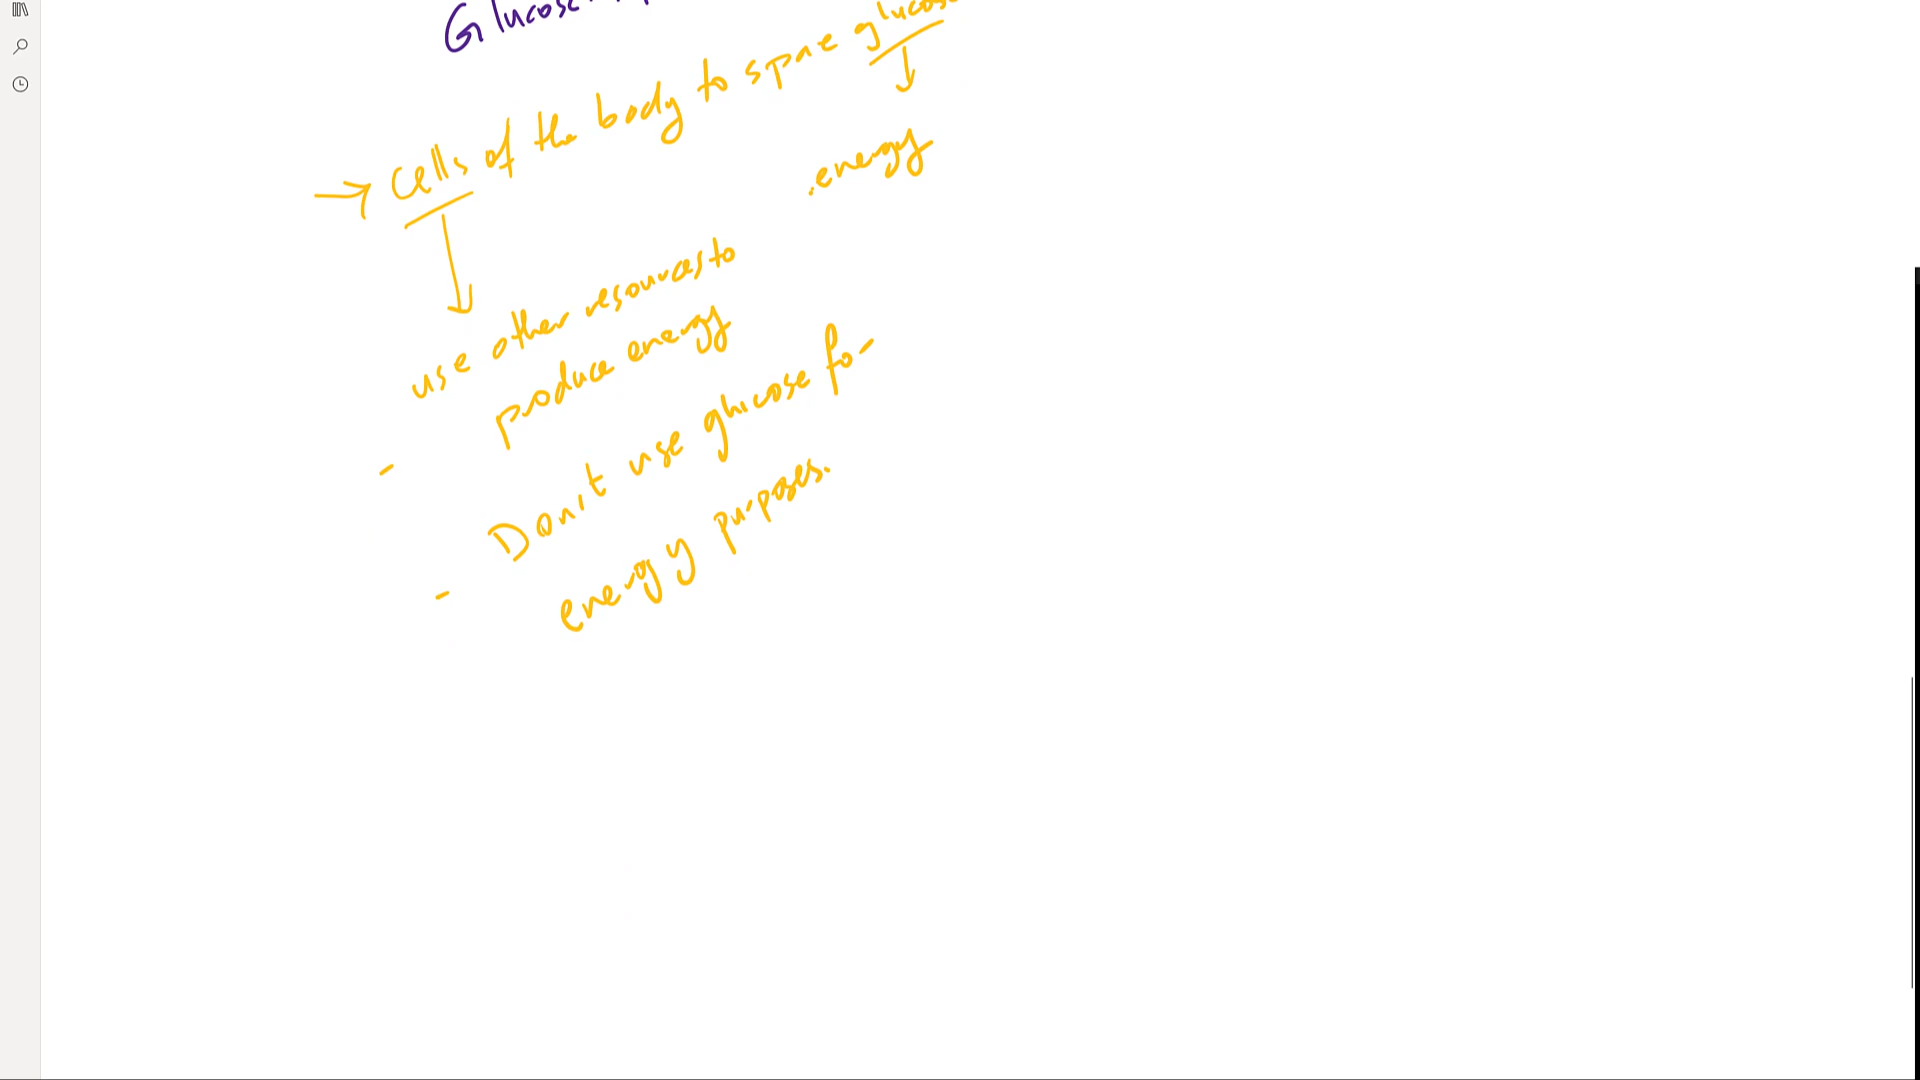 Glucose
→ Cells of the body to spare glucose
energy
use other resources to
produce energy
- Don't use glucose for
- energy purposes.